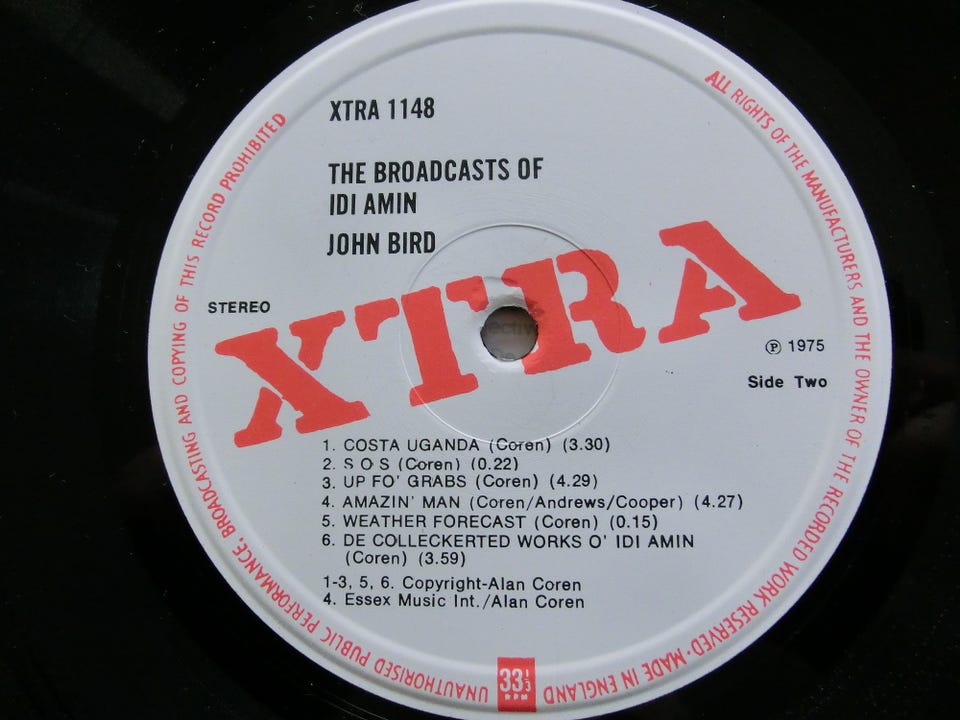 XTRA 1148
THE BROADCASTS OF
IDI AMIN
JOHN BIRD
STEREO
XTRA
℗ 1975
Side Two
1. COSTA UGANDA (Coren) (3.30)
2. S O S (Coren) (0.22)
3. UP FO' GRABS (Coren) (4.29)
4. AMAZIN' MAN (Coren/Andrews/Cooper) (4.27)
5. WEATHER FORECAST (Coren) (0.15)
6. DE COLLECKERTED WORKS O' IDI AMIN
(Coren) (3.59)
1-3, 5, 6. Copyright-Alan Coren
4. Essex Music Int./Alan Coren
ALL RIGHTS OF THE MANUFACTURERS AND THE OWNER OF THE RECORDED WORK RESERVED · MADE IN ENGLAND
33 1/3 RPM
UNAUTHORISED PUBLIC PERFORMANCE, BROADCASTING AND COPYING OF THIS RECORD PROHIBITED